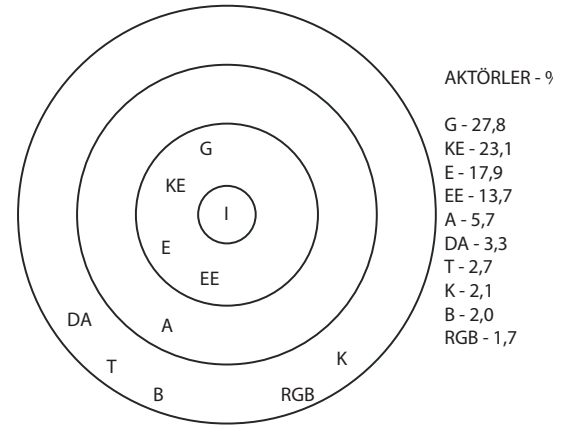 AKTÖRLER - %
G
G - 27,8
KE - 23,1
KE
E - 17,9
EE - 13,7
I
A - 5,7
E
DA - 3,3
EE
T - 2,7
K - 2,1
B - 2,0
DA
A
RGB - 1,7
T
K
B
RGB